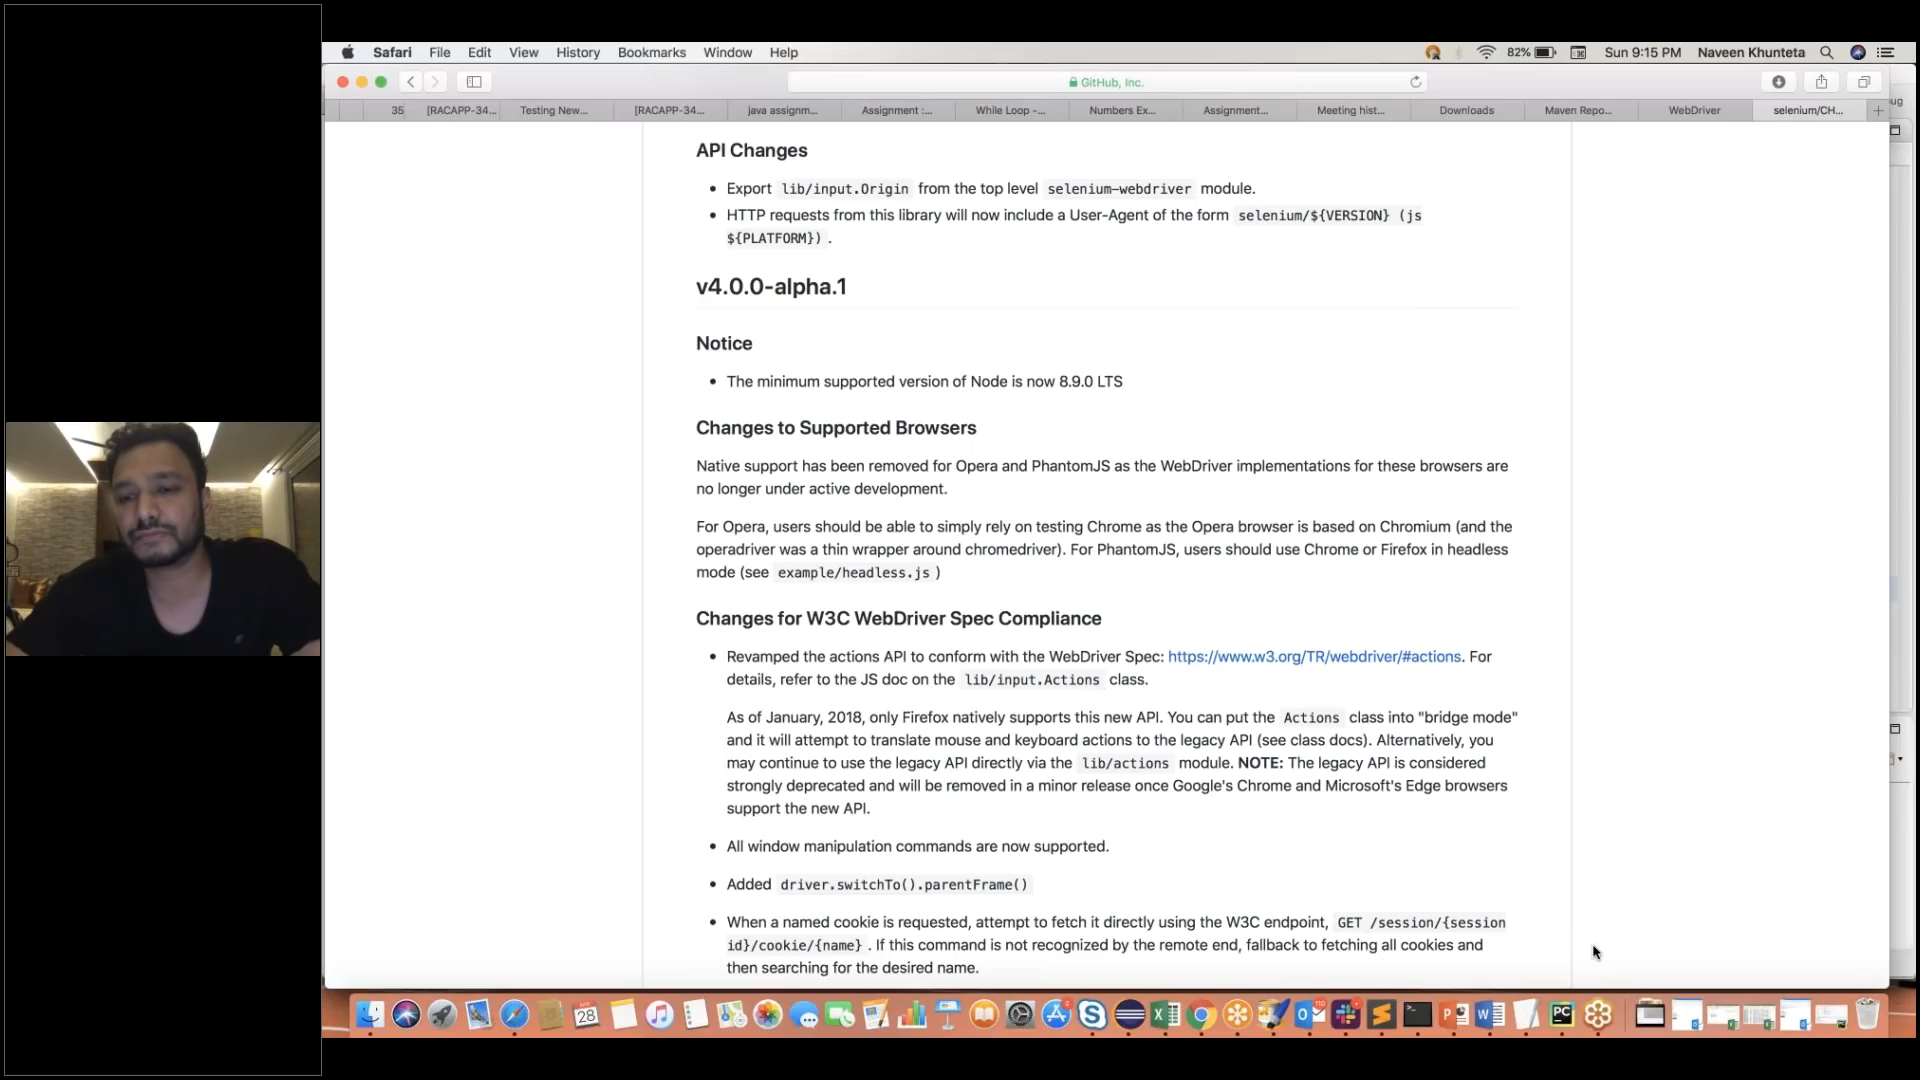 Safari File Edit View History Bookmarks Window Help 82% Sun 9:15 PM Naveen Khunteta
GitHub, Inc.
35 [RACAPP-34... Testing New... [RACAPP-34... java assignm... Assignment :... While Loop -... Numbers Ex... Assignment... Meeting hist... Downloads Maven Repo... WebDriver selenium/CH... +
API Changes
• Export lib/input.Origin from the top level selenium-webdriver module.
• HTTP requests from this library will now include a User-Agent of the form selenium/${VERSION} (js
${PLATFORM}) .
v4.0.0-alpha.1
Notice
• The minimum supported version of Node is now 8.9.0 LTS
Changes to Supported Browsers
Native support has been removed for Opera and PhantomJS as the WebDriver implementations for these browsers are
no longer under active development.
For Opera, users should be able to simply rely on testing Chrome as the Opera browser is based on Chromium (and the
operadriver was a thin wrapper around chromedriver). For PhantomJS, users should use Chrome or Firefox in headless
mode (see example/headless.js )
Changes for W3C WebDriver Spec Compliance
• Revamped the actions API to conform with the WebDriver Spec: https://www.w3.org/TR/webdriver/#actions. For
details, refer to the JS doc on the lib/input.Actions class.
As of January, 2018, only Firefox natively supports this new API. You can put the Actions class into "bridge mode"
and it will attempt to translate mouse and keyboard actions to the legacy API (see class docs). Alternatively, you
may continue to use the legacy API directly via the lib/actions module. NOTE: The legacy API is considered
strongly deprecated and will be removed in a minor release once Google's Chrome and Microsoft's Edge browsers
support the new API.
• All window manipulation commands are now supported.
• Added driver.switchTo().parentFrame()
• When a named cookie is requested, attempt to fetch it directly using the W3C endpoint, GET /session/{session
id}/cookie/{name} . If this command is not recognized by the remote end, fallback to fetching all cookies and
then searching for the desired name.
28
PC